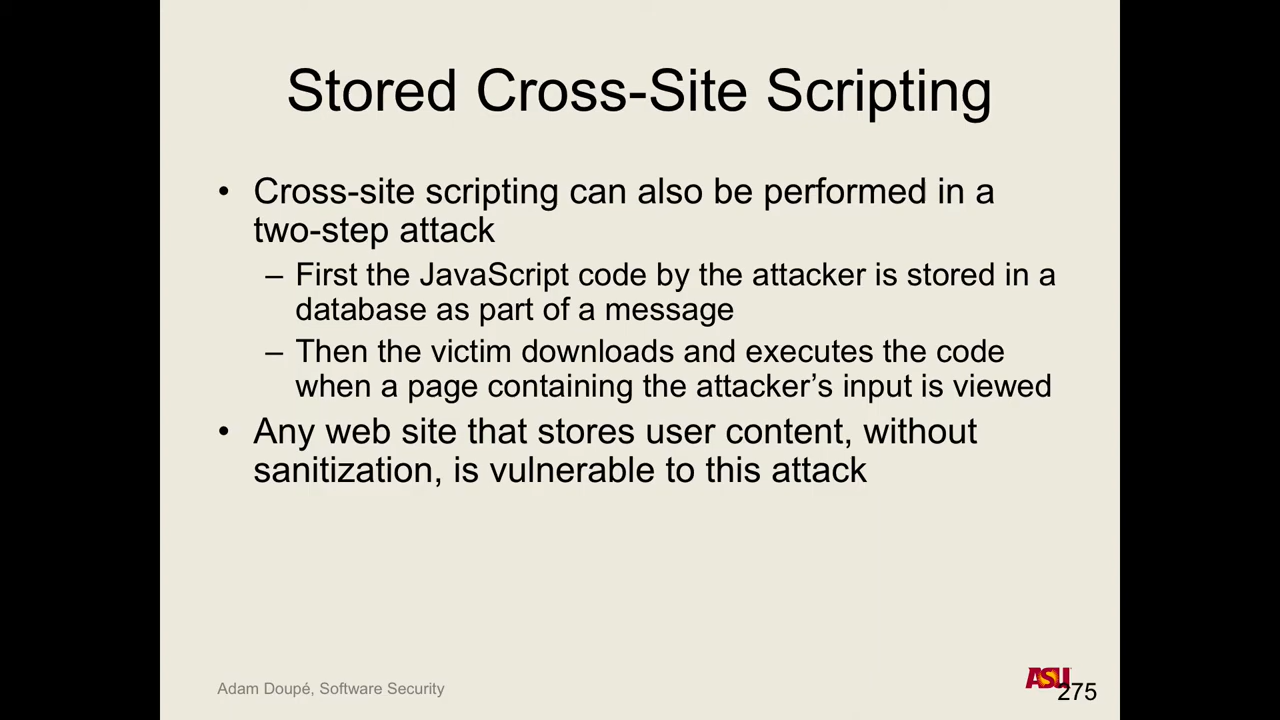 Stored Cross-Site Scripting
• Cross-site scripting can also be performed in a
two-step attack
– First the JavaScript code by the attacker is stored in a
database as part of a message
– Then the victim downloads and executes the code
when a page containing the attacker’s input is viewed
• Any web site that stores user content, without
sanitization, is vulnerable to this attack
Adam Doupé, Software Security
ASU
275